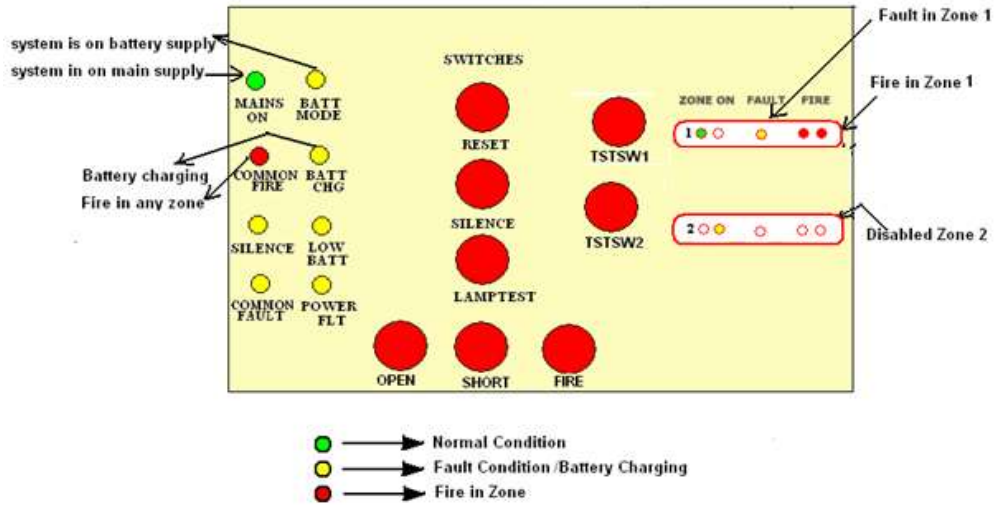 Fault in Zone 1
system is on battery supply
system in on main supply
SWITCHES
Fire in Zone 1
ZONE ON FAULT FIRE
MAINS
ON
BATT
MODE
1
RESET
TSTSW1
Battery charging
COMMON
FIRE
BATT
CHG
Fire in any zone
SILENCE
LOW
BATT
SILENCE
TSTSW2
2
Disabled Zone 2
LAMPTEST
COMMON
FAULT
POWER
FLT
OPEN
SHORT
FIRE
Normal Condition
Fault Condition /Battery Charging
Fire in Zone